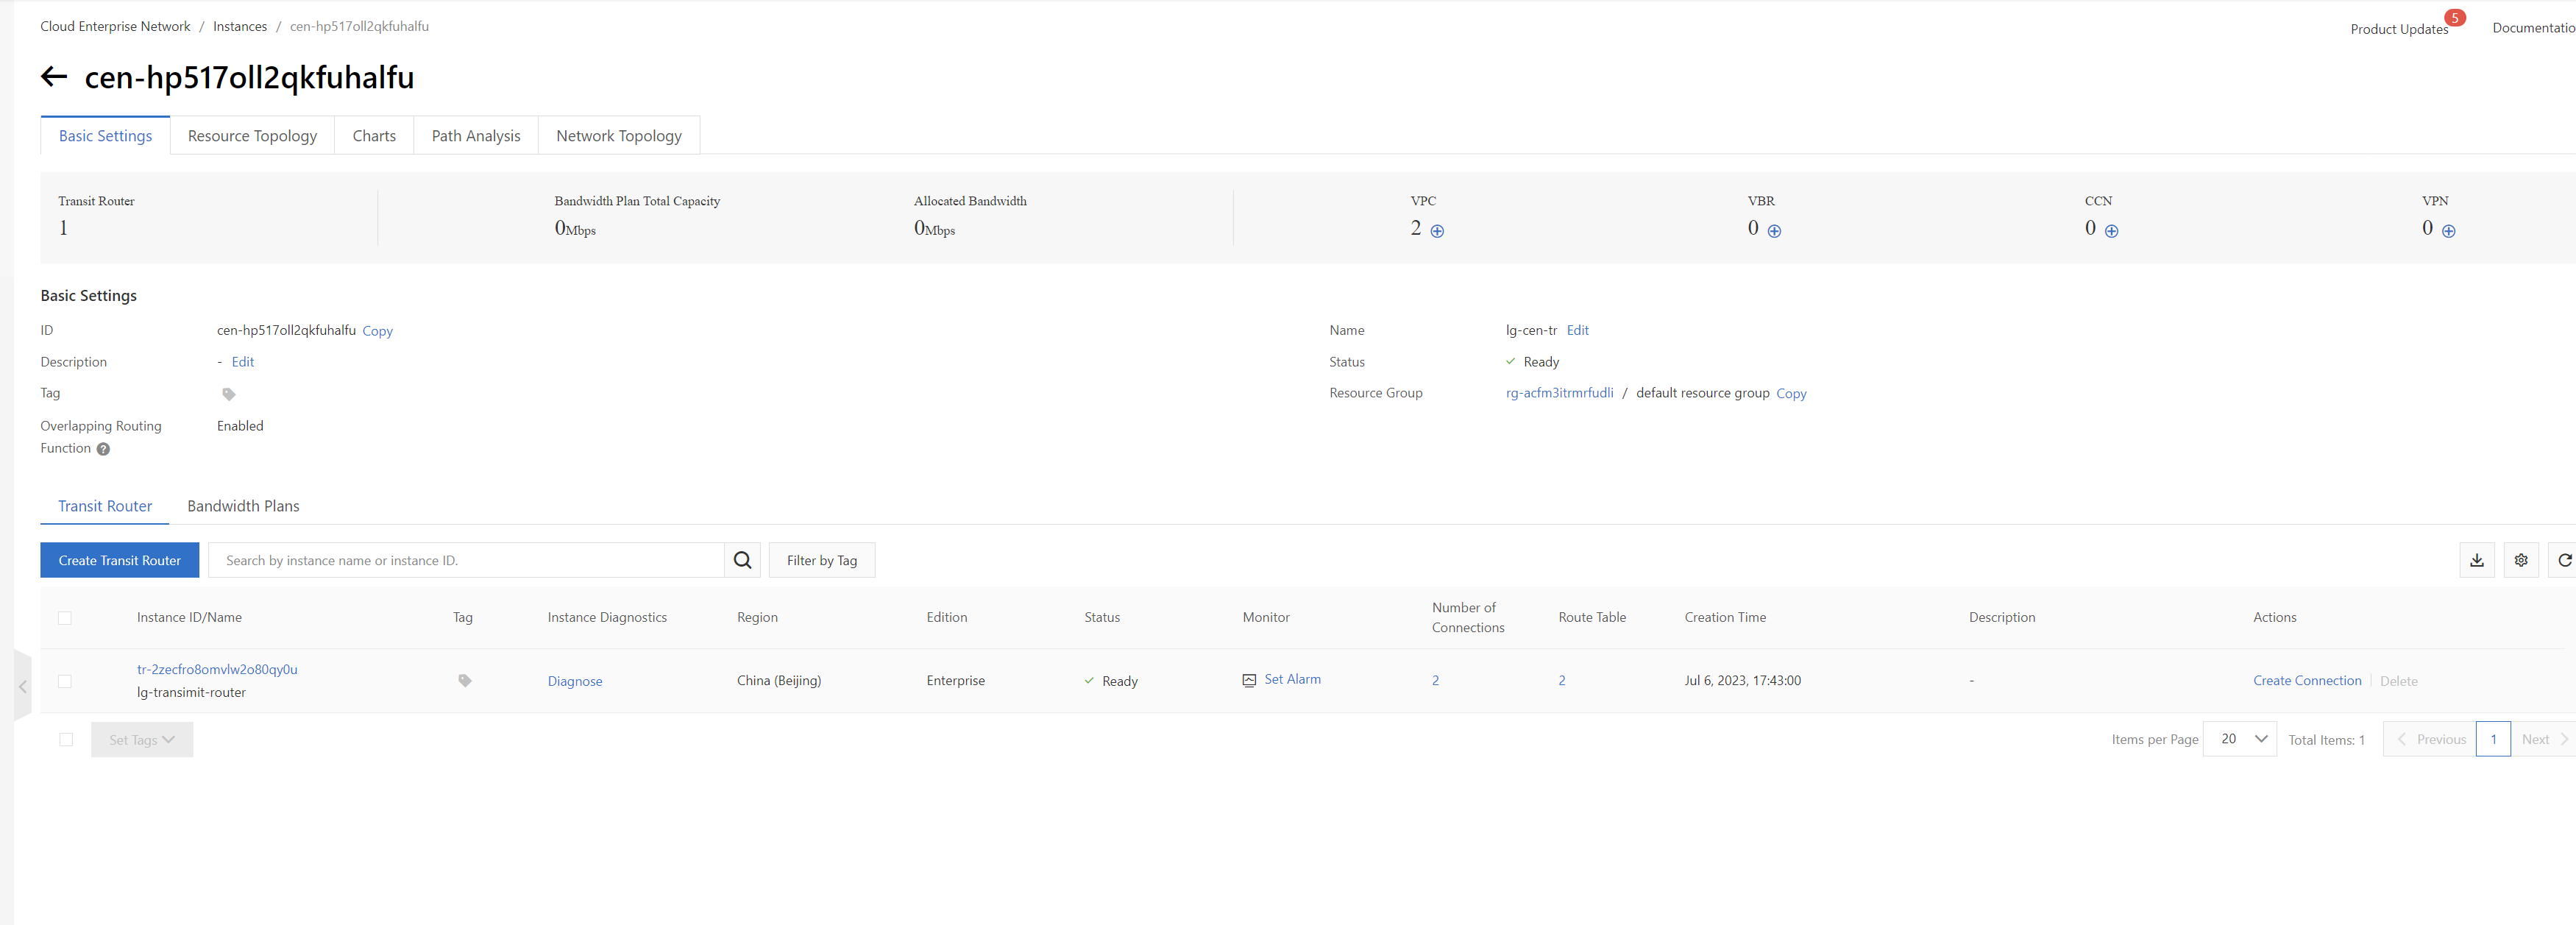 Cloud Enterprise Network / Instances / cen-hp517oll2qkfuhalfu
Product Updates 5 Documentatio
cen-hp517oll2qkfuhalfu
Basic Settings Resource Topology Charts Path Analysis Network Topology
Transit Router Bandwidth Plan Total Capacity Allocated Bandwidth VPC VBR CCN VPN
1 0Mbps 0Mbps 2 0 0 0
Basic Settings
ID cen-hp517oll2qkfuhalfu Copy Name lg-cen-tr Edit
Description - Edit Status Ready
Tag Resource Group rg-acfm3itrmrfudli / default resource group Copy
Overlapping Routing Enabled
Function ?
Transit Router Bandwidth Plans
Create Transit Router Search by instance name or instance ID. Filter by Tag
Instance ID/Name Tag Instance Diagnostics Region Edition Status Monitor Number of Connections Route Table Creation Time Description Actions
tr-2zecfro8omvlw2o80qy0u Diagnose China (Beijing) Enterprise Ready Set Alarm 2 2 Jul 6, 2023, 17:43:00 - Create Connection Delete
lg-transimit-router
Set Tags Items per Page 20 Total Items: 1 Previous 1 Next